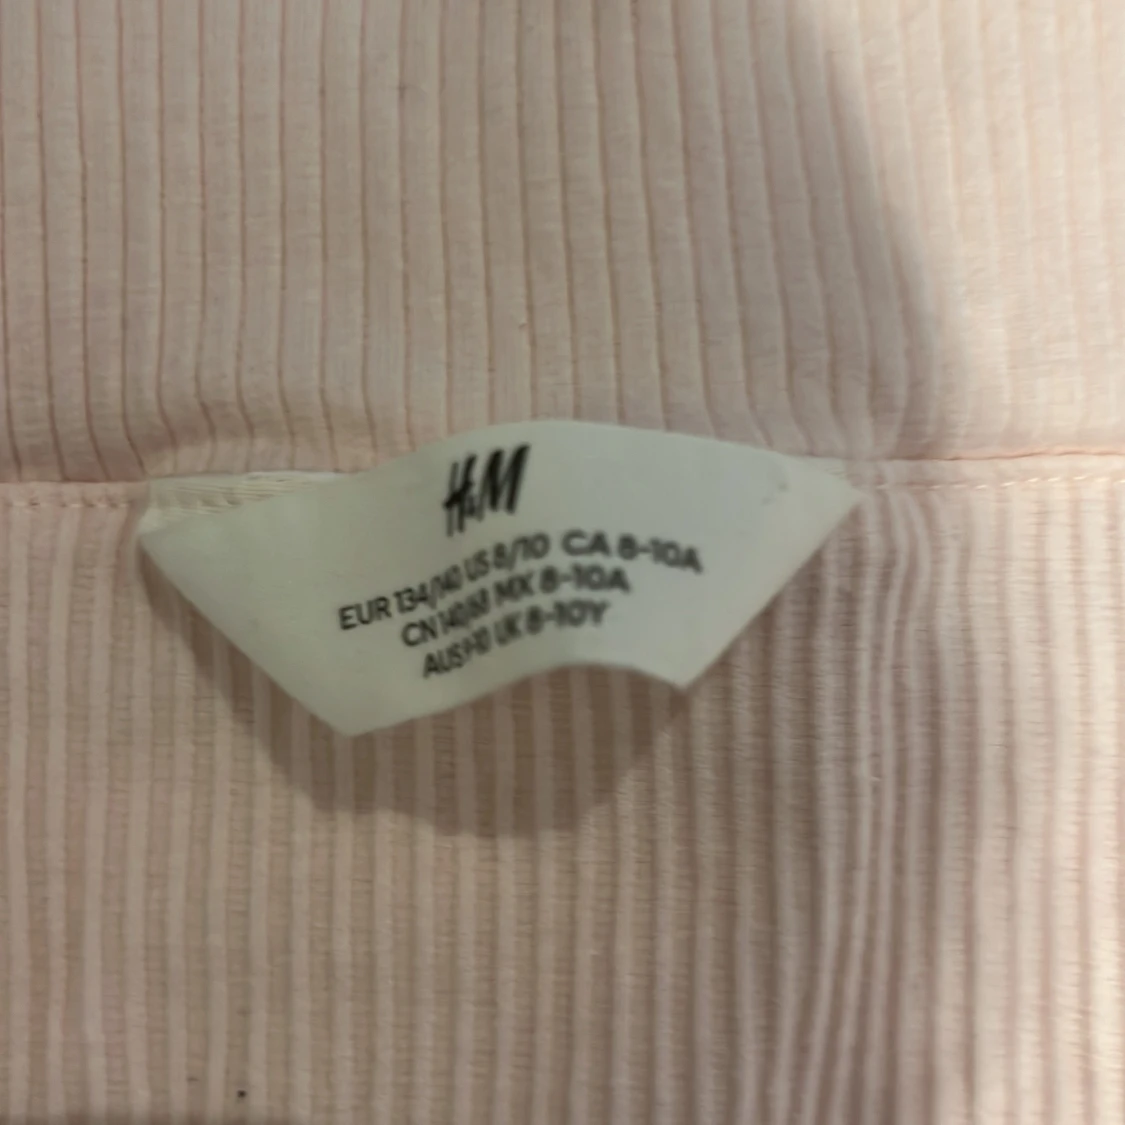 H&M
EUR 134/140 US 8/10 CA 8-10A
CN 140/68 MX 8-10A
AUS 9-10 UK 8-10Y